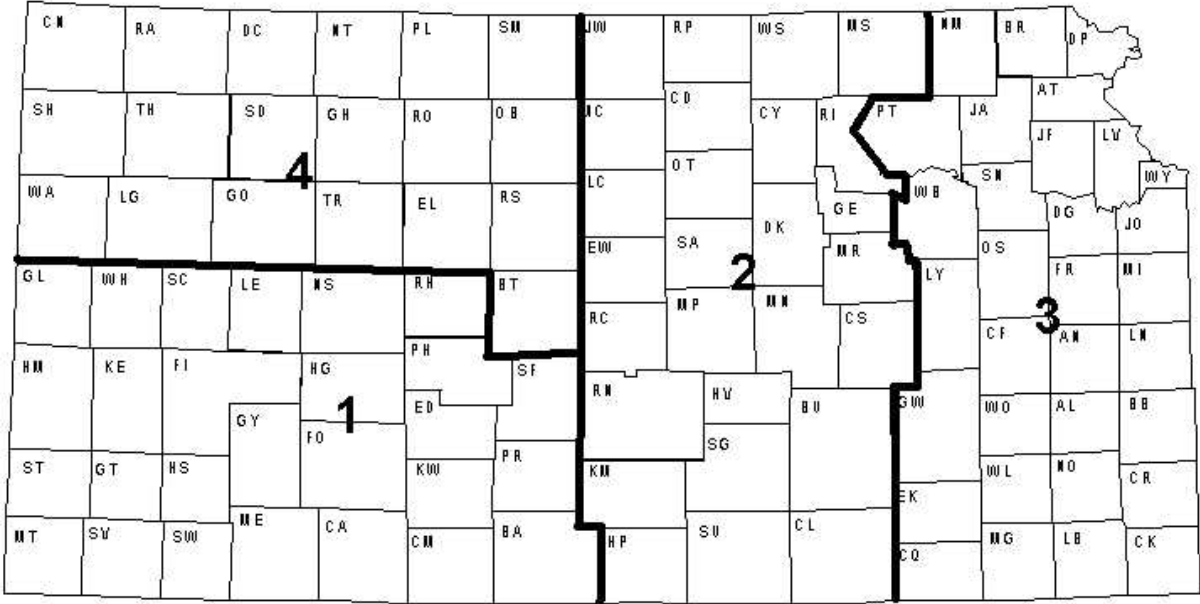 CN RA DC NT PL SM JW RP WS MS NM BR DP
SH TH SD GH RO OB MC CD CY RI PT JA AT
JF LV WY
WA LG GO 4 TR EL RS LC OT SN
GE WB DG JO
EW SA DK MR OS
GL WH SC LE NS RH BT 2 LY FR MI
RC MP MN CS CF 3 AN LN
HM KE FI HG PH SF
GY 1 ED RN HV BU GW WO AL BB
FO SG
ST GT HS KW PR KM WL NO CR
EK
MT SV SW ME CA CM BA HP SU CL CQ MG LB CK